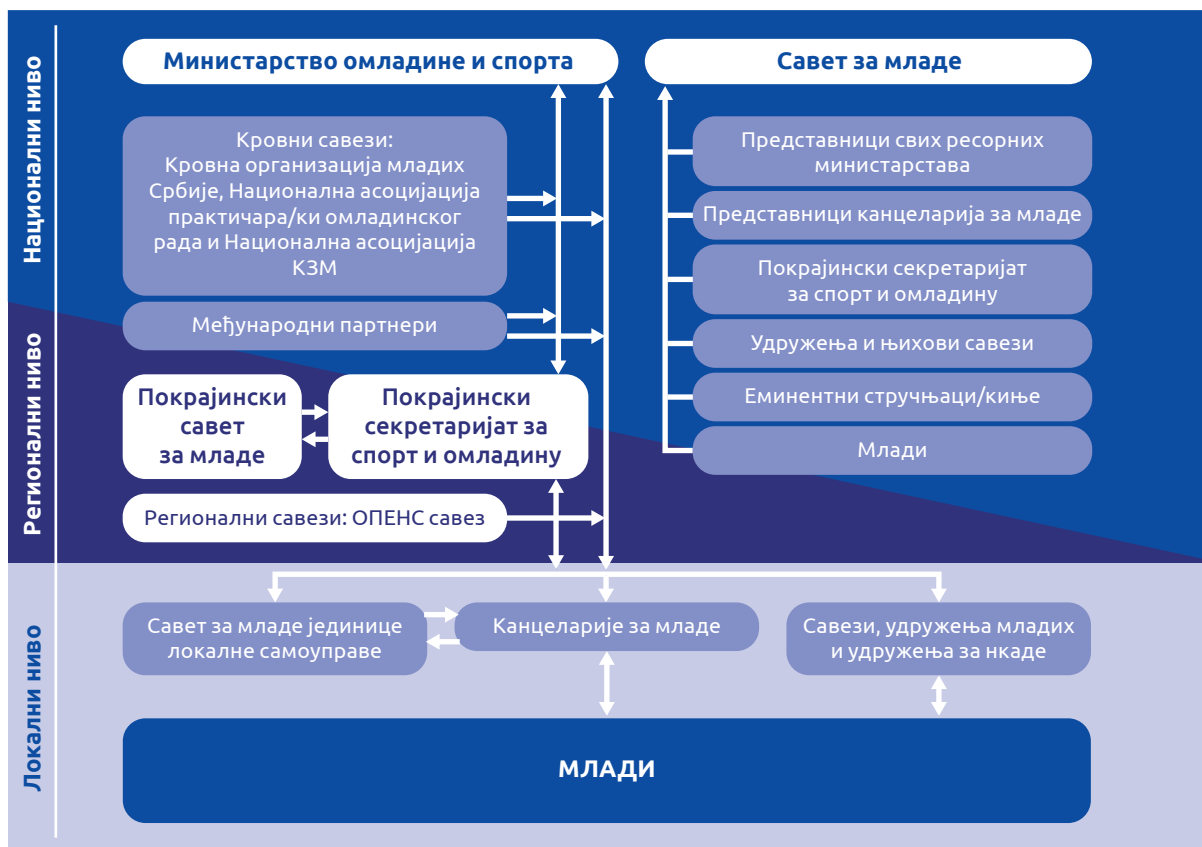 Национални ниво
Министарство омладине и спорта
Савет за младе
Кровни савези:
Кровна организација младих
Србије, Национална асоцијација
практичара/ки омладинског
рада и Национална асоцијација
КЗМ
Међународни партнери
Представници свих ресорних
министарстава
Представници канцеларија за младе
Покрајински секретаријат
за спорт и омладину
Удружења и њихови савези
Еминентни стручњаци/киње
Млади
Регионални ниво
Покрајински
савет
за младе
Покрајински
секретаријат за
спорт и омладину
Регионални савези: ОПЕНС савез
Локални ниво
Савет за младе јединице
локалне самоуправе
Канцеларије за младе
Савези, удружења младих
и удружења за нкаде
МЛАДИ